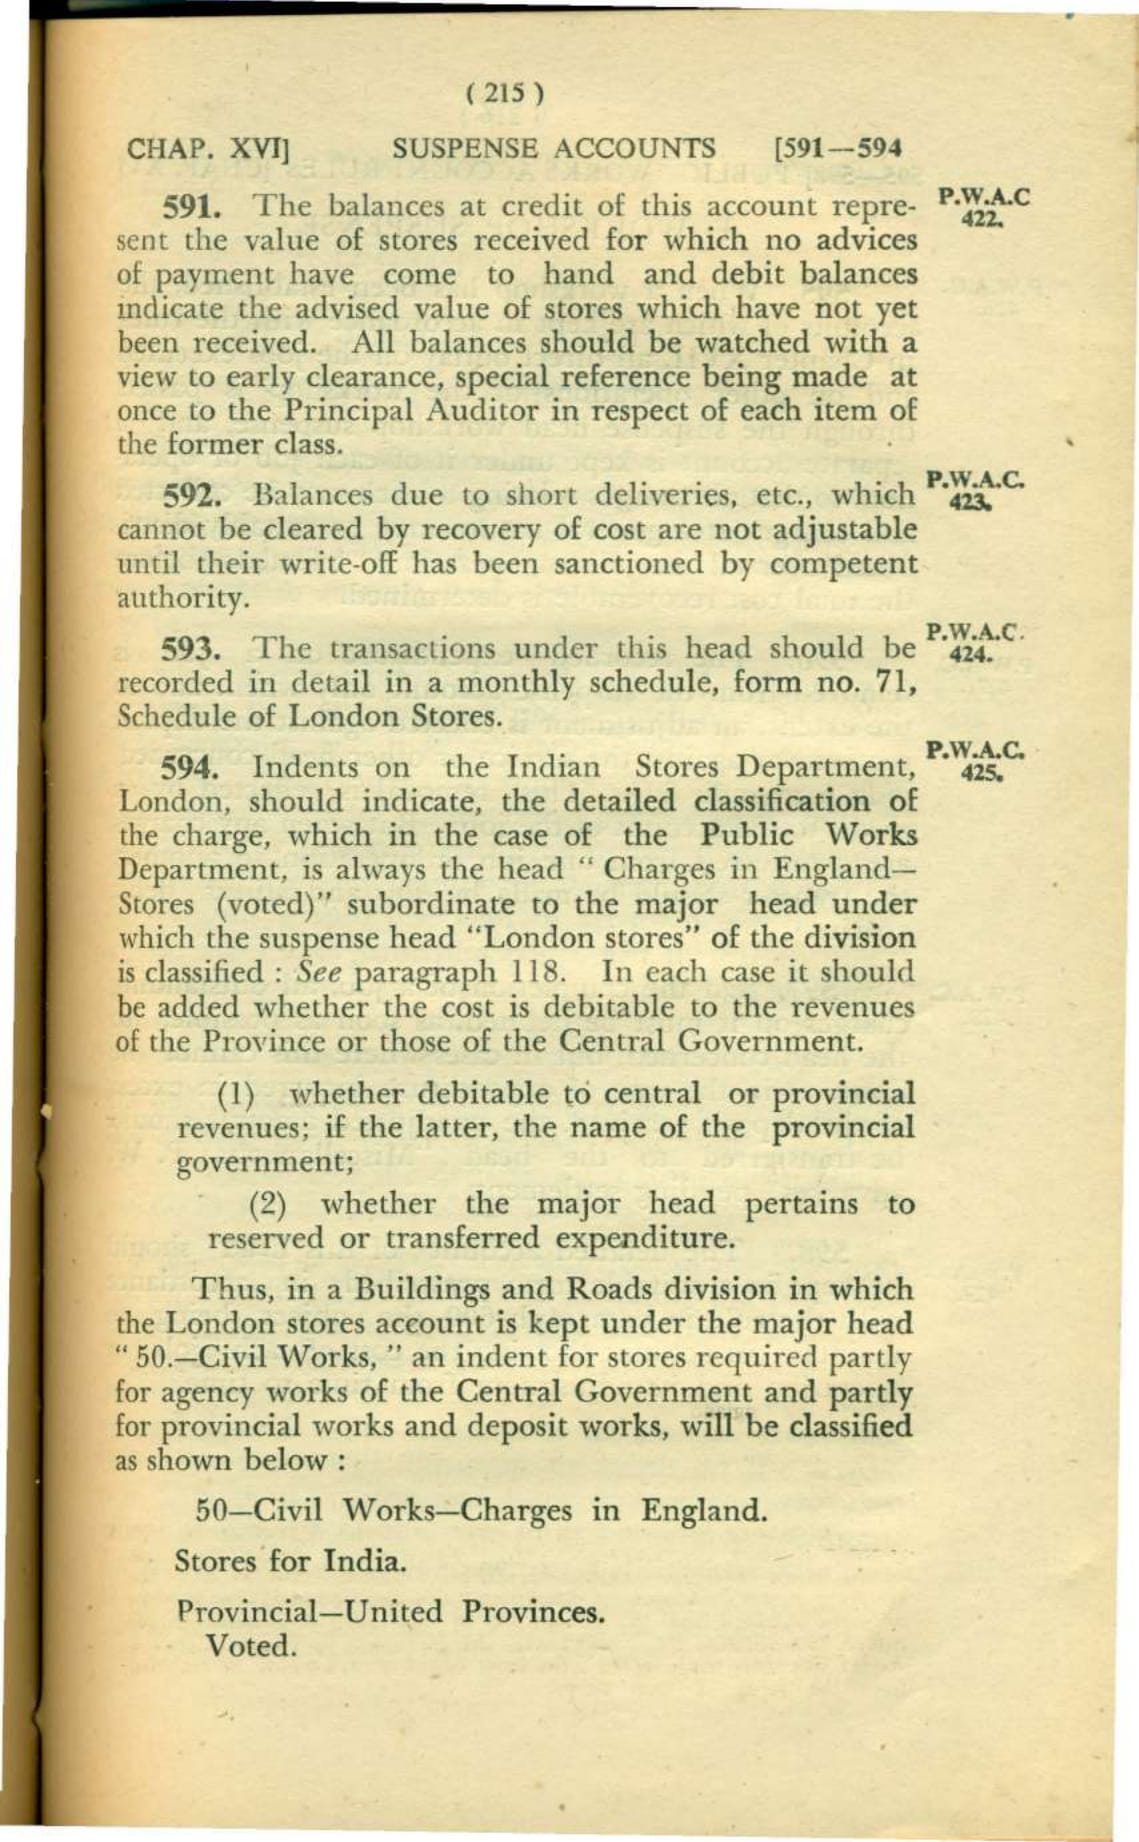 ( 215 )
CHAP. XVI] SUSPENSE ACCOUNTS [591—594
591. The balances at credit of this account repre- P.W.A.C
422.
sent the value of stores received for which no advices
of payment have come to hand and debit balances
indicate the advised value of stores which have not yet
been received. All balances should be watched with a
view to early clearance, special reference being made at
once to the Principal Auditor in respect of each item of
the former class.
592. Balances due to short deliveries, etc., which P.W.A.C.
423.
cannot be cleared by recovery of cost are not adjustable
until their write-off has been sanctioned by competent
authority.
593. The transactions under this head should be P.W.A.C.
424.
recorded in detail in a monthly schedule, form no. 71,
Schedule of London Stores.
594. Indents on the Indian Stores Department, P.W.A.C.
425.
London, should indicate, the detailed classification of
the charge, which in the case of the Public Works
Department, is always the head “ Charges in England—
Stores (voted)” subordinate to the major head under
which the suspense head “London stores” of the division
is classified : See paragraph 118. In each case it should
be added whether the cost is debitable to the revenues
of the Province or those of the Central Government.
(1) whether debitable to central or provincial
revenues; if the latter, the name of the provincial
government;
(2) whether the major head pertains to
reserved or transferred expenditure.
Thus, in a Buildings and Roads division in which
the London stores account is kept under the major head
“ 50.—Civil Works, ” an indent for stores required partly
for agency works of the Central Government and partly
for provincial works and deposit works, will be classified
as shown below :
50—Civil Works—Charges in England.
Stores for India.
Provincial—United Provinces.
Voted.